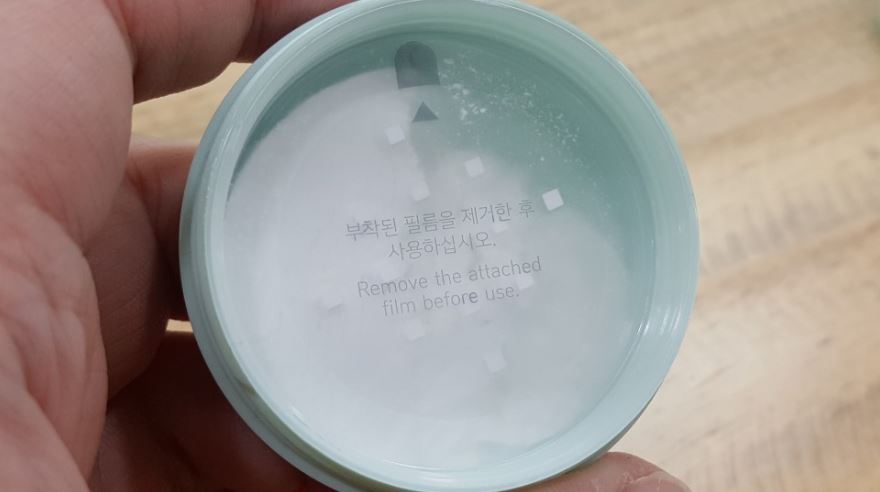 부착된 필름을 제거한 후
사용하십시오.
Remove the attached
film before use.